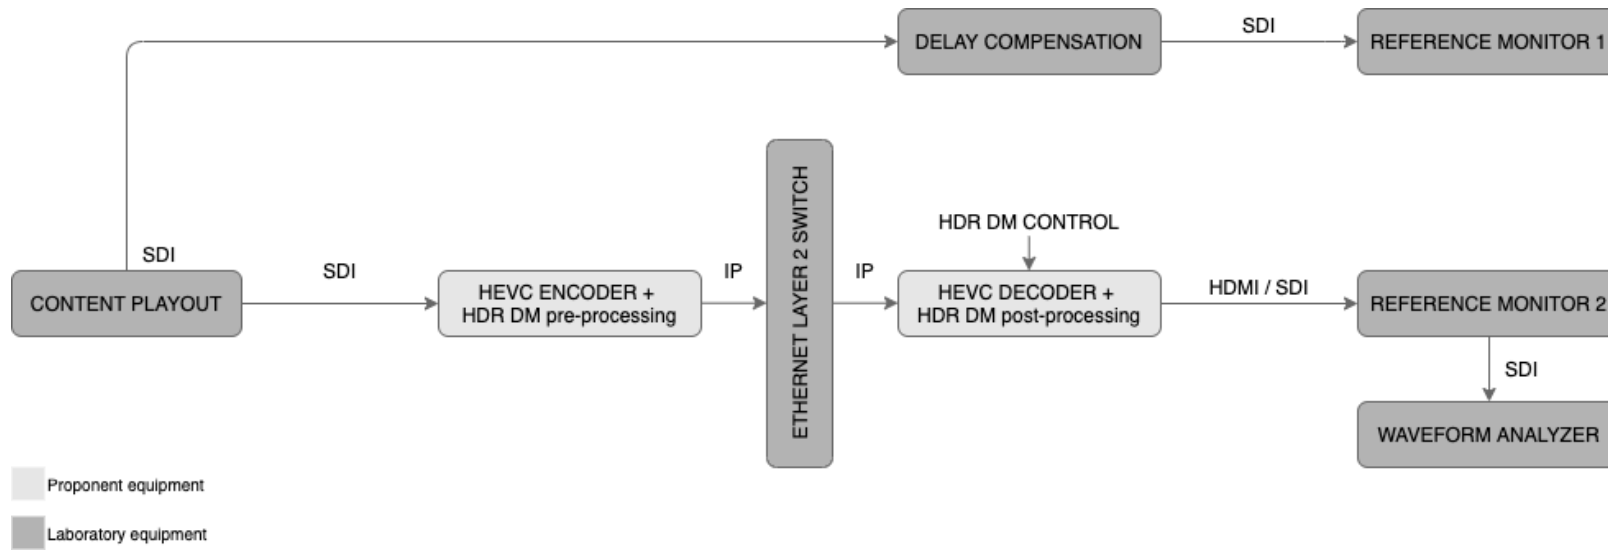 DELAY COMPENSATION
SDI
REFERENCE MONITOR 1
SDI
CONTENT PLAYOUT
SDI
HEVC ENCODER +
HDR DM pre-processing
IP
ETHERNET LAYER 2 SWITCH
IP
HDR DM CONTROL
HEVC DECODER +
HDR DM post-processing
HDMI / SDI
REFERENCE MONITOR 2
SDI
WAVEFORM ANALYZER
Proponent equipment
Laboratory equipment